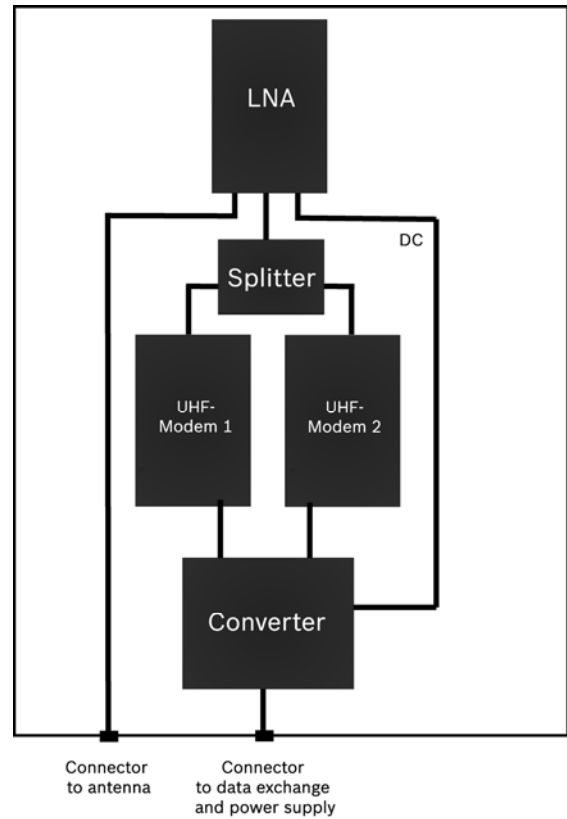 LNA
DC
Splitter
UHF-
Modem 1
UHF-
Modem 2
Converter
Connector
to antenna
Connector
to data exchange
and power supply